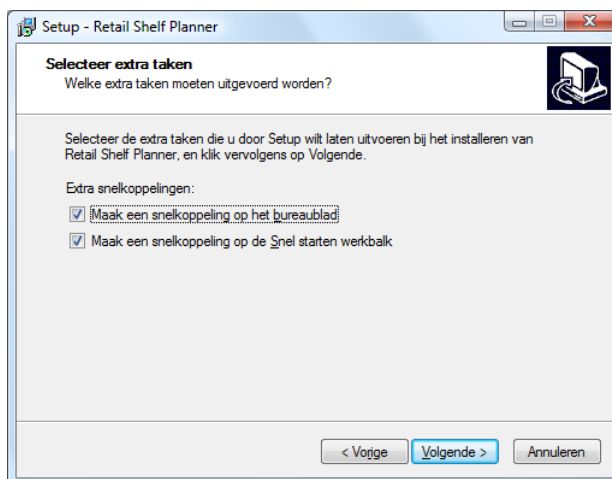 Setup - Retail Shelf Planner
Selecteer extra taken
Welke extra taken moeten uitgevoerd worden?
Selecteer de extra taken die u door Setup wilt laten uitvoeren bij het installeren van
Retail Shelf Planner, en klik vervolgens op Volgende.
Extra snelkoppelingen:
Maak een snelkoppeling op het bureaublad
Maak een snelkoppeling op de Snel starten werkbalk
< Vorige Volgende > Annuleren